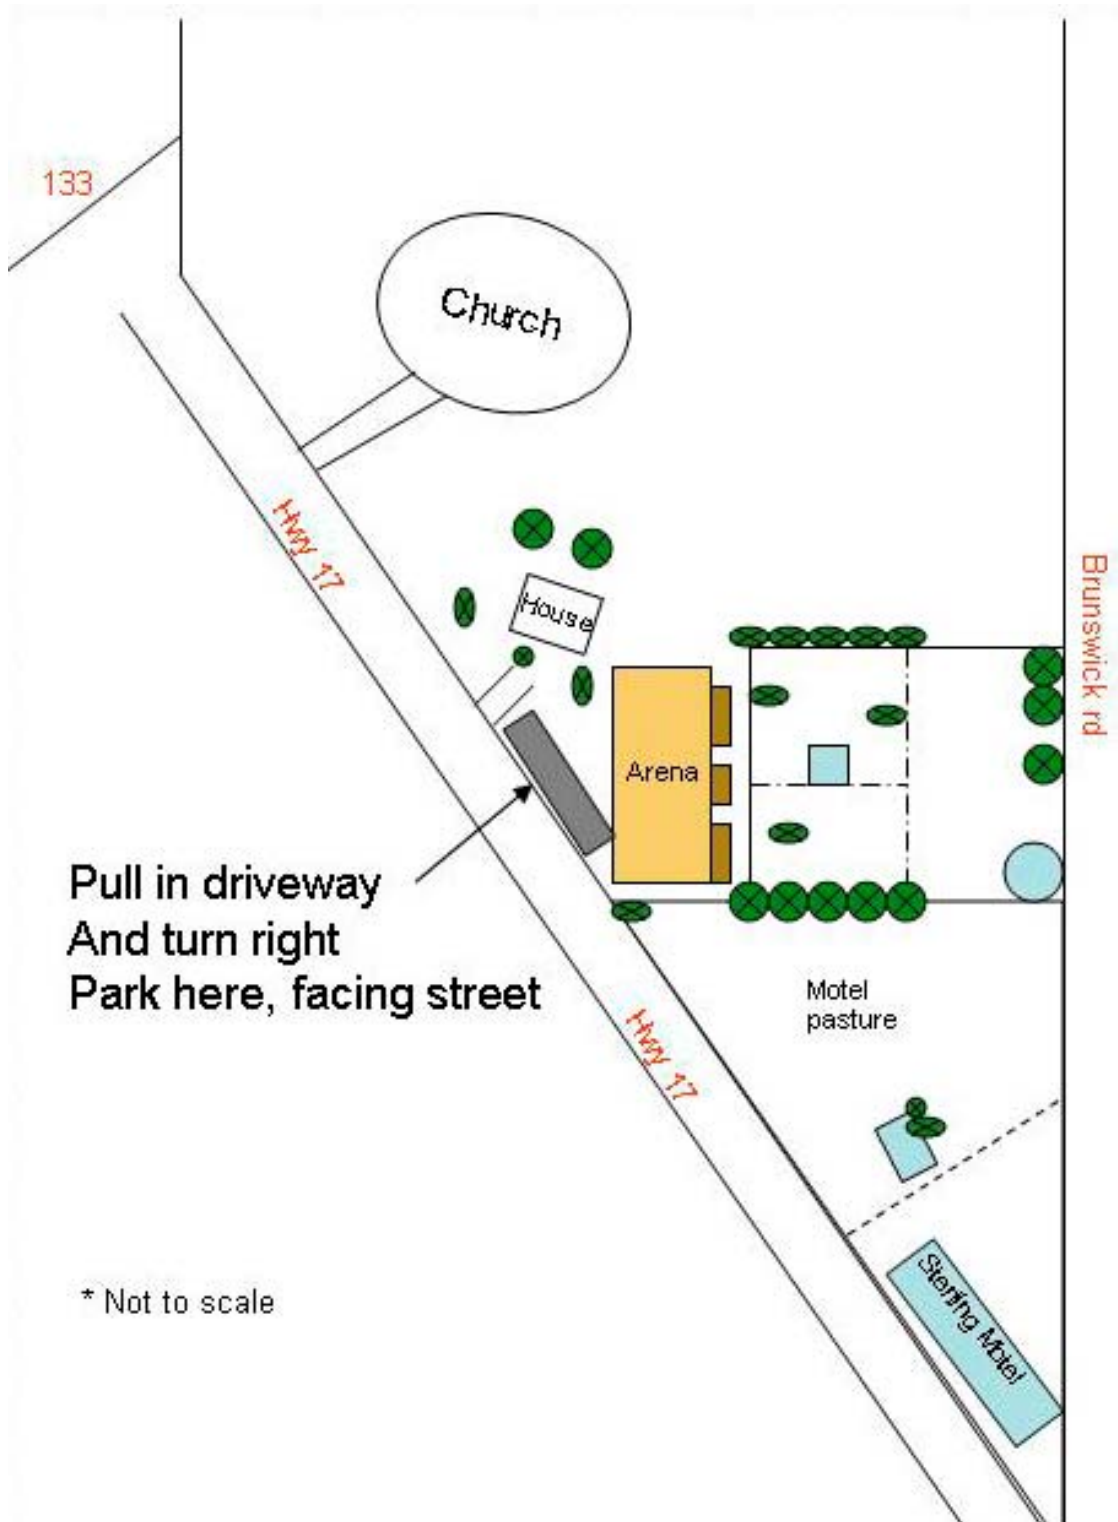 133
Church
Hwy 17
House
Brunswick rd
Arena
Pull in driveway
And turn right
Park here, facing street
Motel
pasture
Hwy 17
Sterling Motel
* Not to scale